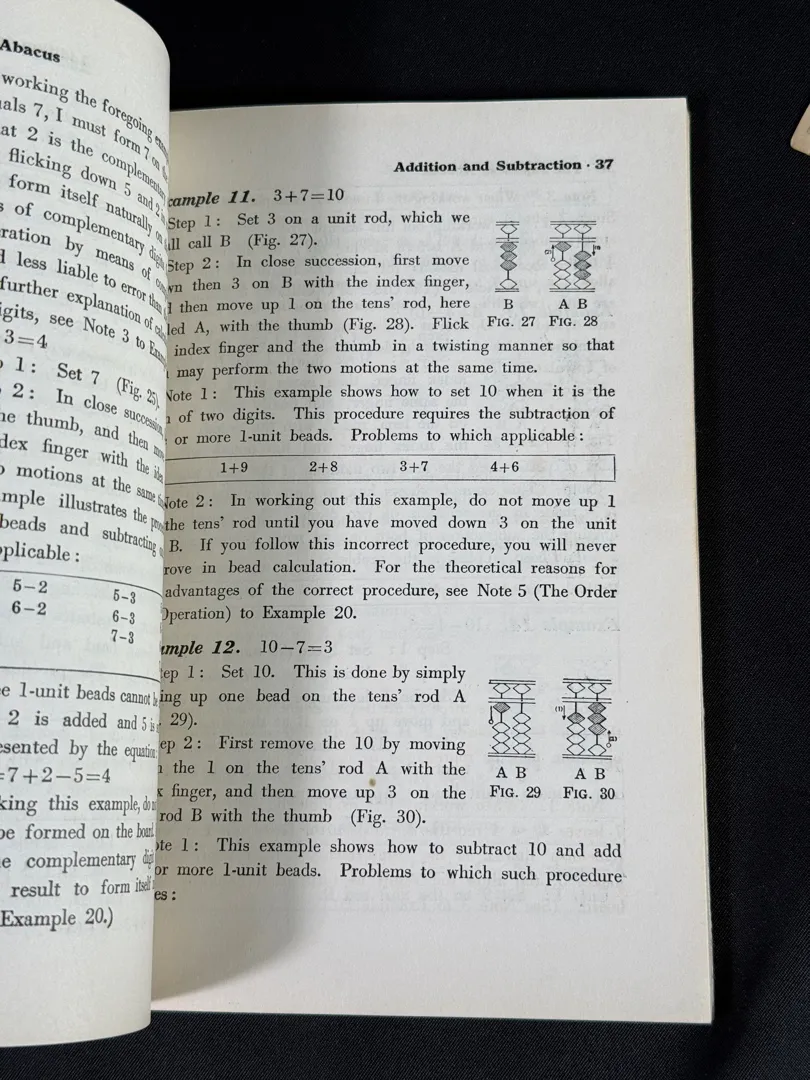 Abacus
working the foregoing
als 7, I must form 7 on
at 2 is the
flicking down 5 and 2
form itself naturally
s of complementary
ration by means of
d less liable to error than
further explanation of
igits, see Note 3 to
3=4
1: Set 7 (Fig. 25).
2: In close
he thumb, and then
dex finger with the
motions at the same
mple illustrates the
beads and subtracting
plicable:
5-2 5-3
6-2 6-3
7-3
e 1-unit beads cannot
2 is added and 5 is
esented by the equation
=7+2-5=4
king this example, do
be formed on the board.
e complementary
result to form itself
Example 20.)
Addition and Subtraction · 37
ample 11. 3+7=10
Step 1: Set 3 on a unit rod, which we
ll call B (Fig. 27).
Step 2: In close succession, first move
wn then 3 on B with the index finger,
d then move up 1 on the tens' rod, here
led A, with the thumb (Fig. 28). Flick
index finger and the thumb in a twisting manner so that
may perform the two motions at the same time.
B A B
FIG. 27 FIG. 28
Note 1: This example shows how to set 10 when it is the
of two digits. This procedure requires the subtraction of
or more 1-unit beads. Problems to which applicable:
1+9 2+8 3+7 4+6
Note 2: In working out this example, do not move up 1
the tens' rod until you have moved down 3 on the unit
B. If you follow this incorrect procedure, you will never
rove in bead calculation. For the theoretical reasons for
advantages of the correct procedure, see Note 5 (The Order
Operation) to Example 20.
mple 12. 10-7=3
ep 1: Set 10. This is done by simply
ing up one bead on the tens' rod A
29).
ep 2: First remove the 10 by moving
the 1 on the tens' rod A with the
x finger, and then move up 3 on the
rod B with the thumb (Fig. 30).
(1)
A B A B
FIG. 29 FIG. 30
te 1: This example shows how to subtract 10 and add
or more 1-unit beads. Problems to which such procedure
es: